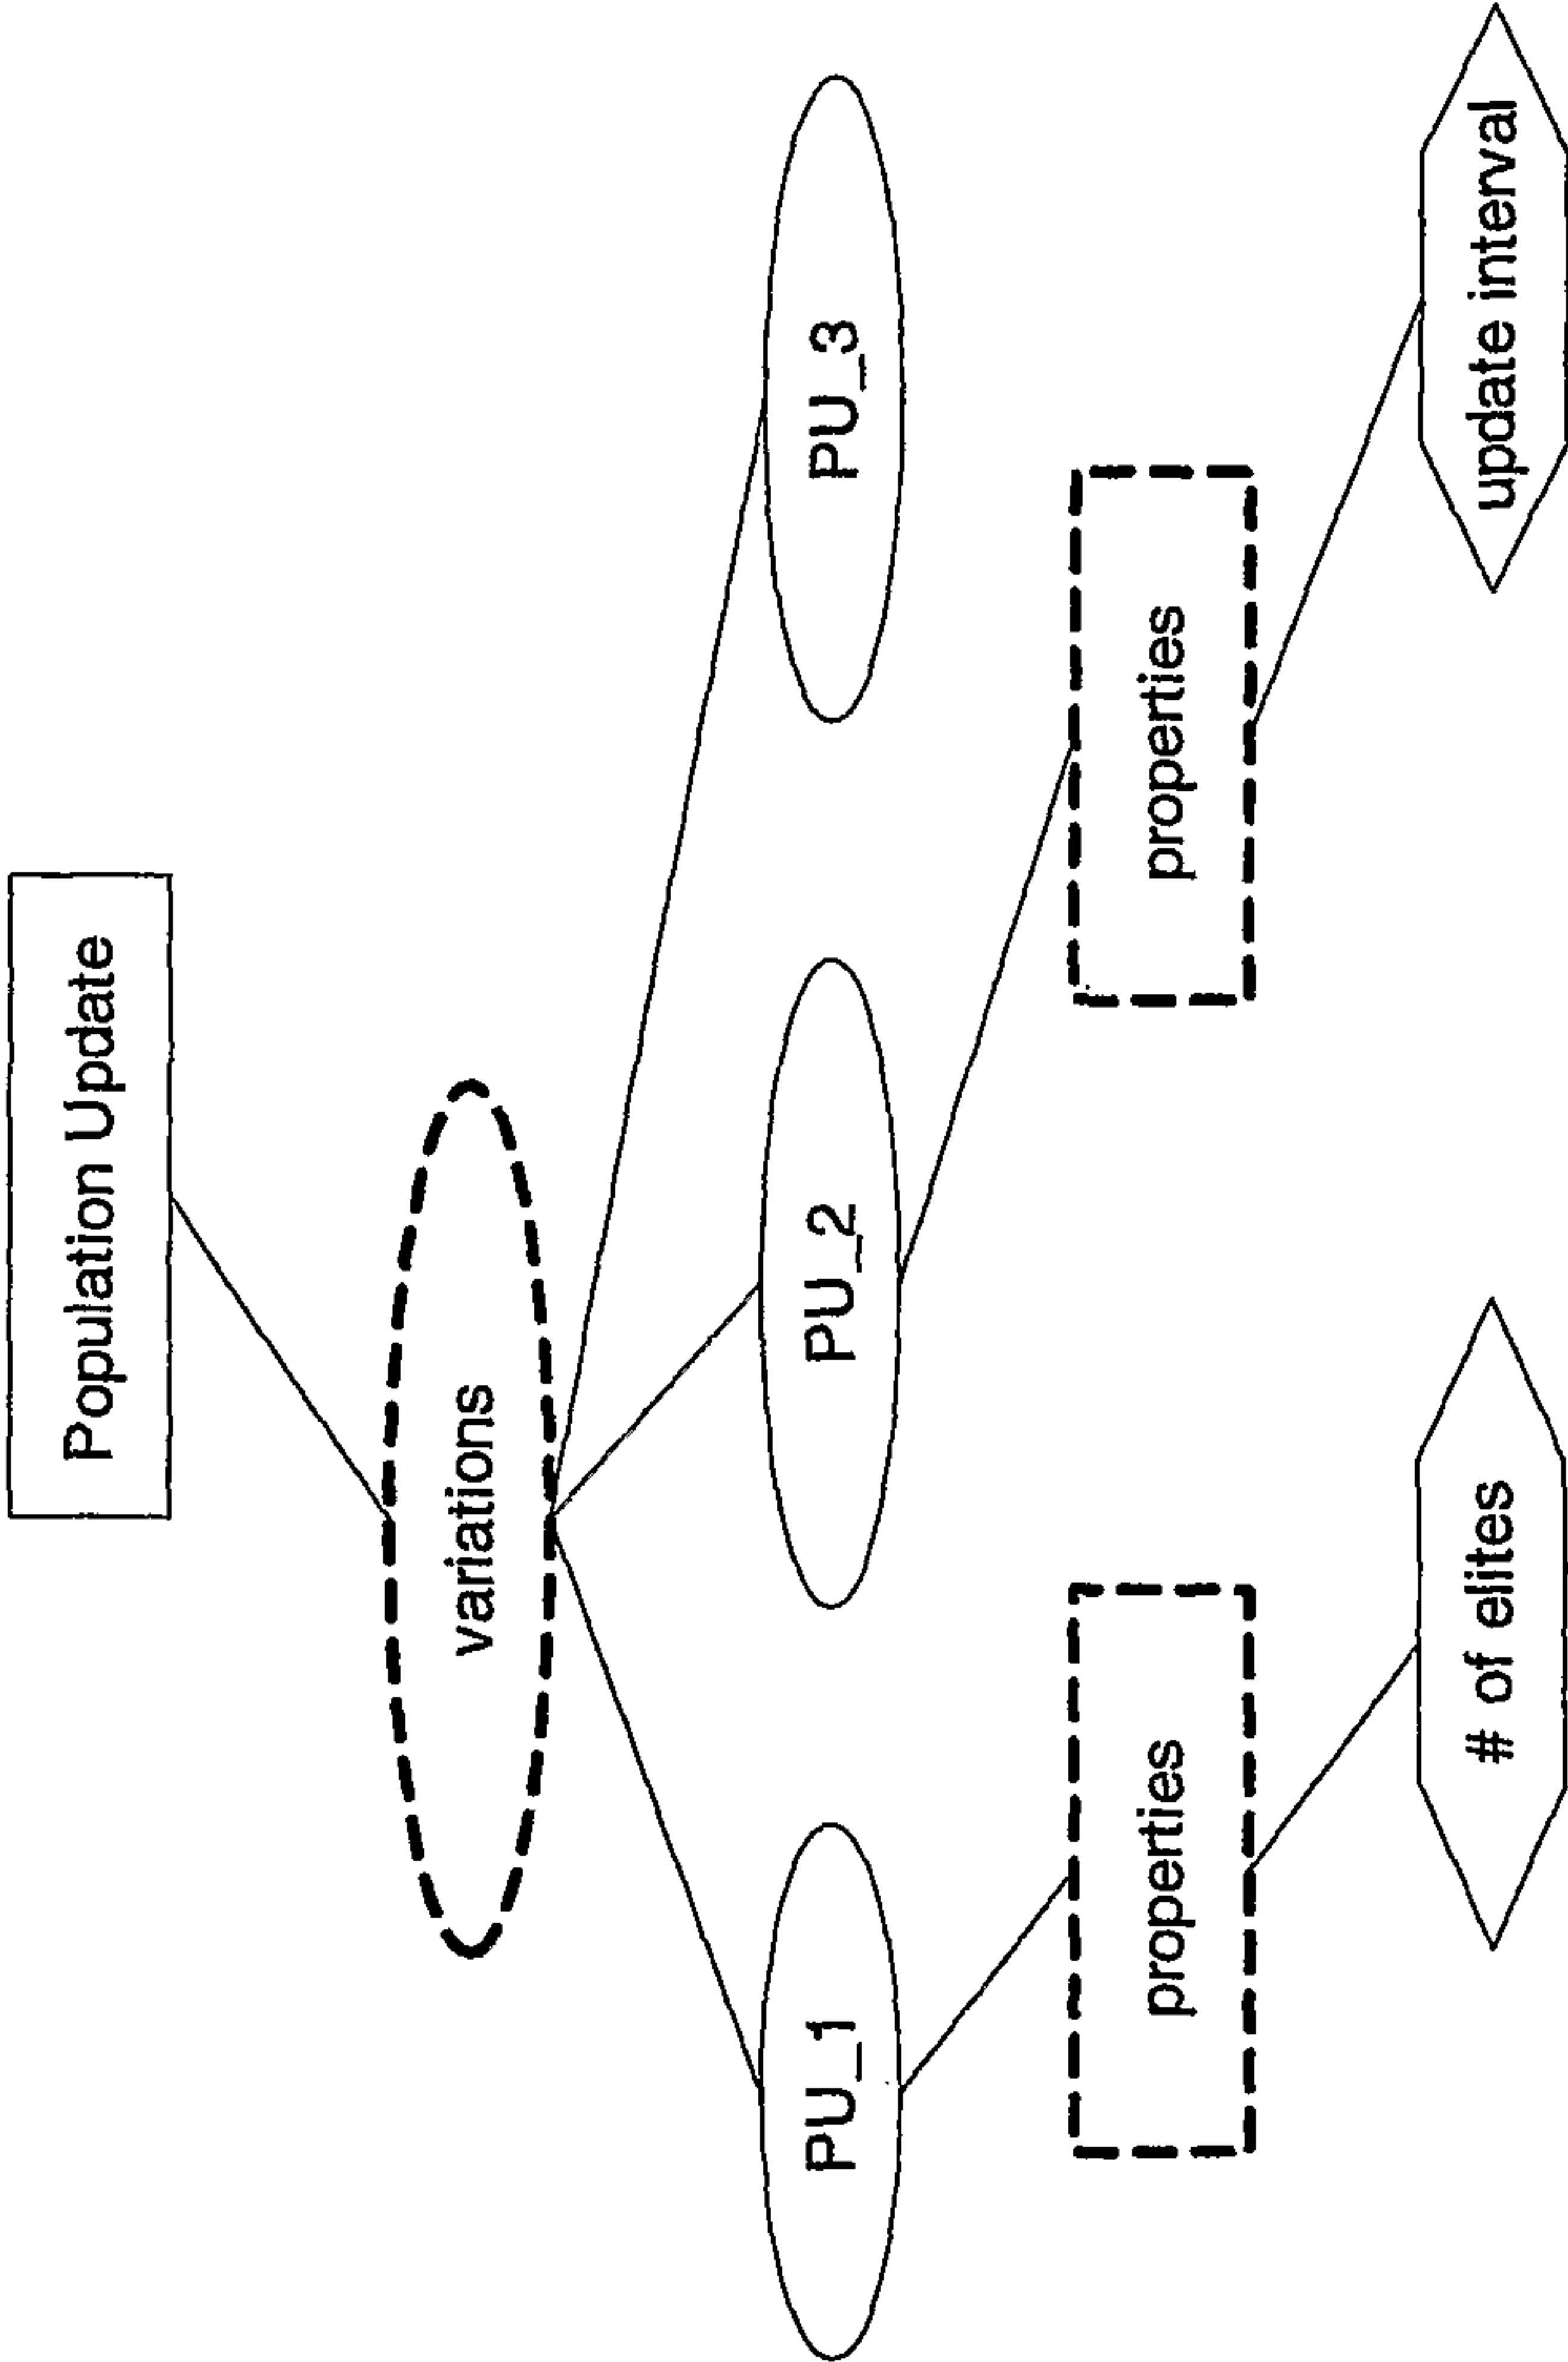 Population Update
variations
PU_1
PU_2
PU_3
properties
properties
# of elites
update interval